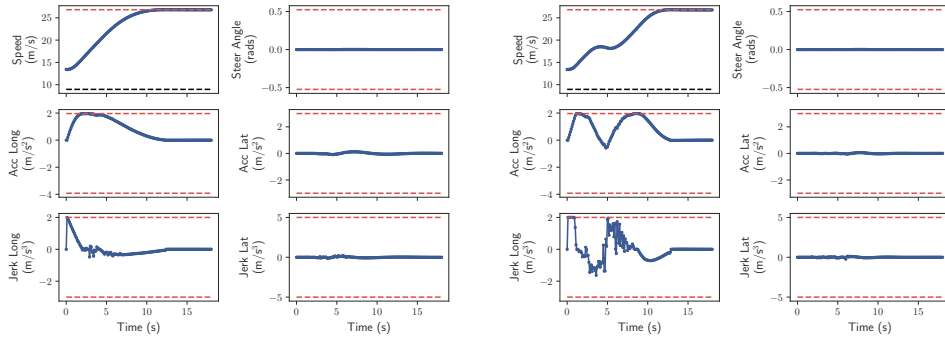 Speed
(m/s)
25
20
15
10
Steer Angle
(rads)
0.5
0.0
−0.5
Acc Long
(m/s²)
2
0
−2
−4
Acc Lat
(m/s²)
2
0
−2
Jerk Long
(m/s³)
2
0
−2
0
5
10
15
Time (s)
Jerk Lat
(m/s³)
5
0
−5
0
5
10
15
Time (s)
Speed
(m/s)
25
20
15
10
Steer Angle
(rads)
0.5
0.0
−0.5
Acc Long
(m/s²)
2
0
−2
−4
Acc Lat
(m/s²)
2
0
−2
Jerk Long
(m/s³)
2
0
−2
0
5
10
15
Time (s)
Jerk Lat
(m/s³)
5
0
−5
0
5
10
15
Time (s)